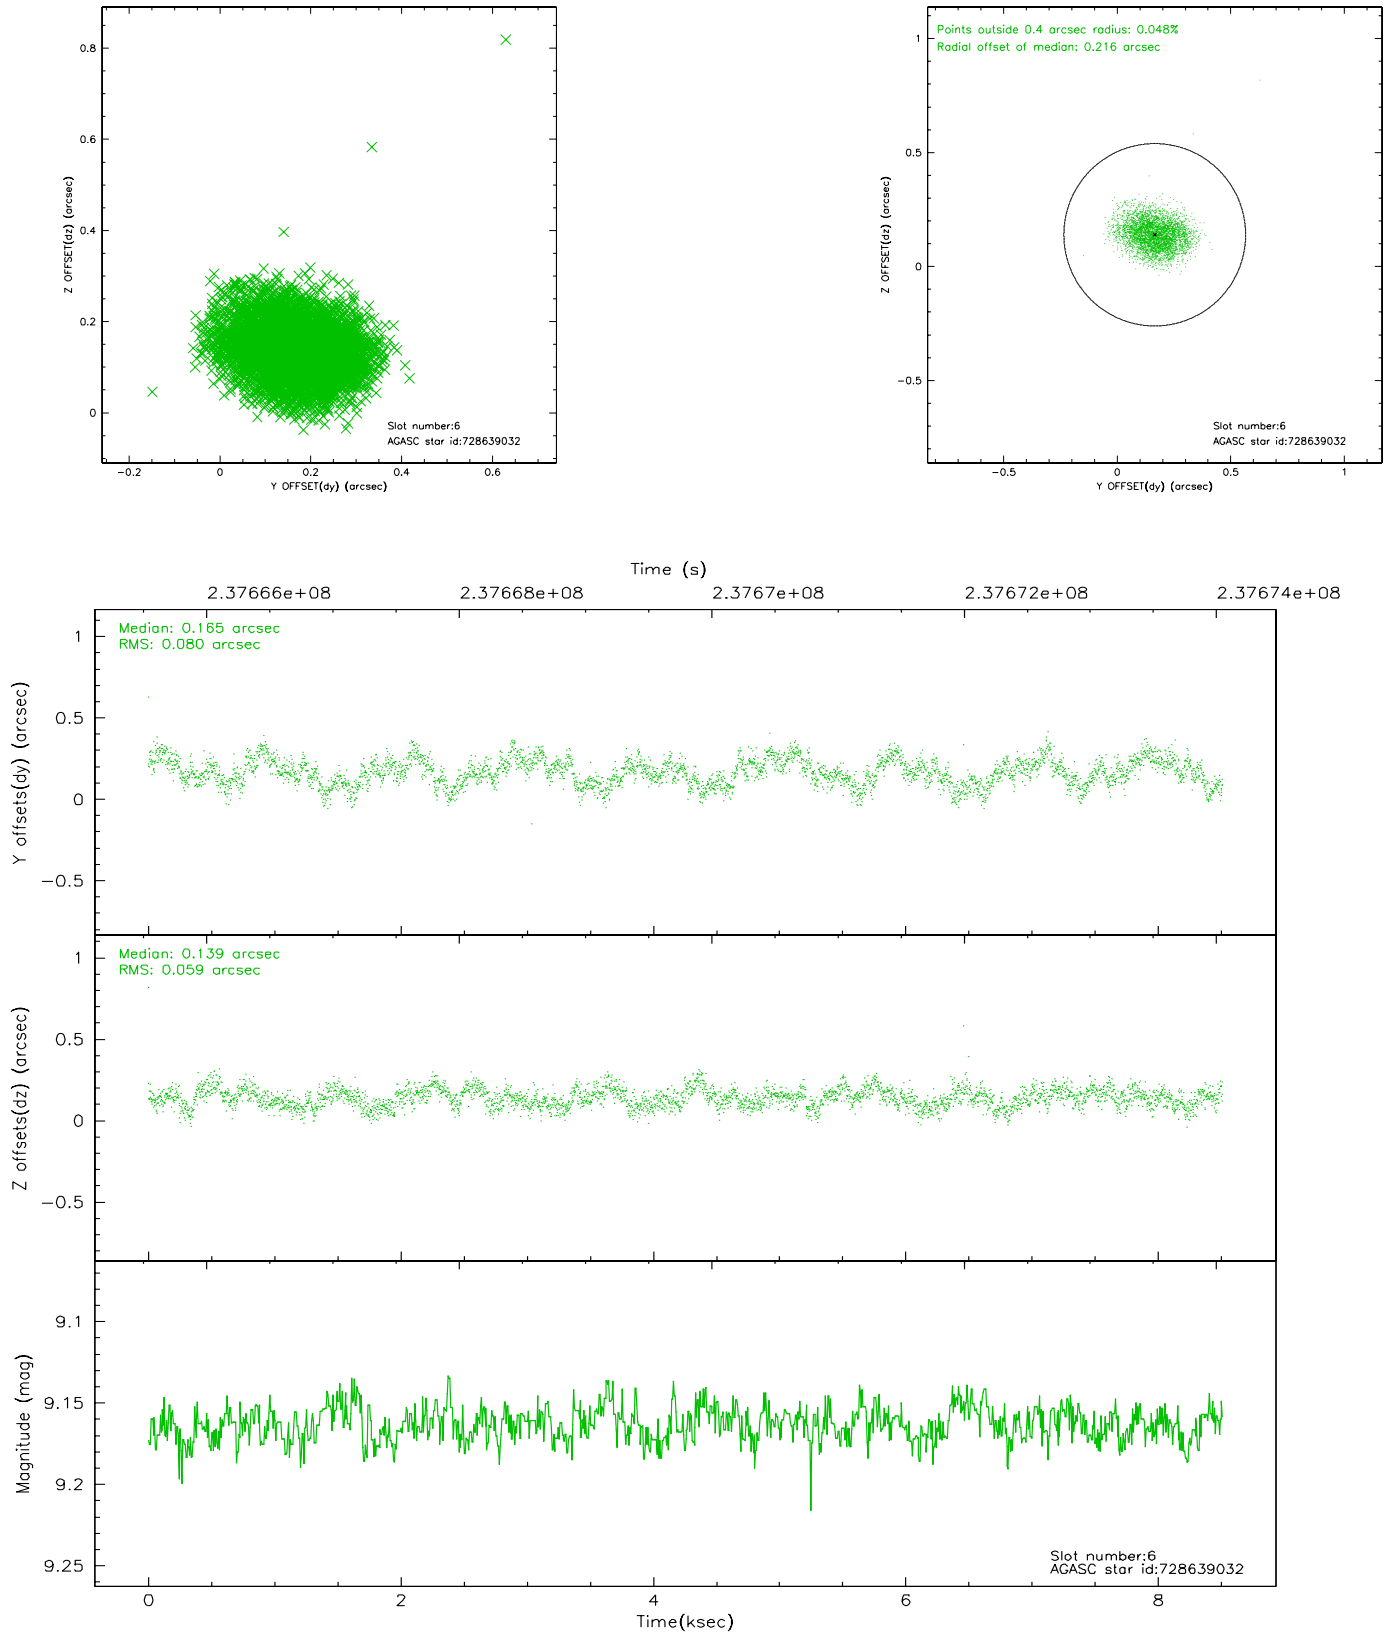 0.8
0.6
0.4
0.2
0
Z OFFSET(dz) (arcsec)
Slot number:6
AGASC star id:728639032
−0.2 0 0.2 0.4 0.6
Y OFFSET(dy) (arcsec)
Points outside 0.4 arcsec radius: 0.048%
Radial offset of median: 0.216 arcsec
1
0.5
0
−0.5
Z OFFSET(dz) (arcsec)
Slot number:6
AGASC star id:728639032
−0.5 0 0.5 1
Y OFFSET(dy) (arcsec)
Time (s)
2.37666e+08 2.37668e+08 2.3767e+08 2.37672e+08 2.37674e+08
Median: 0.165 arcsec
RMS: 0.080 arcsec
1
0.5
0
−0.5
Y offsets(dy) (arcsec)
Median: 0.139 arcsec
RMS: 0.059 arcsec
1
0.5
0
−0.5
Z offsets(dz) (arcsec)
9.1
9.15
9.2
9.25
Magnitude (mag)
Slot number:6
AGASC star id:728639032
0 2 4 6 8
Time(ksec)